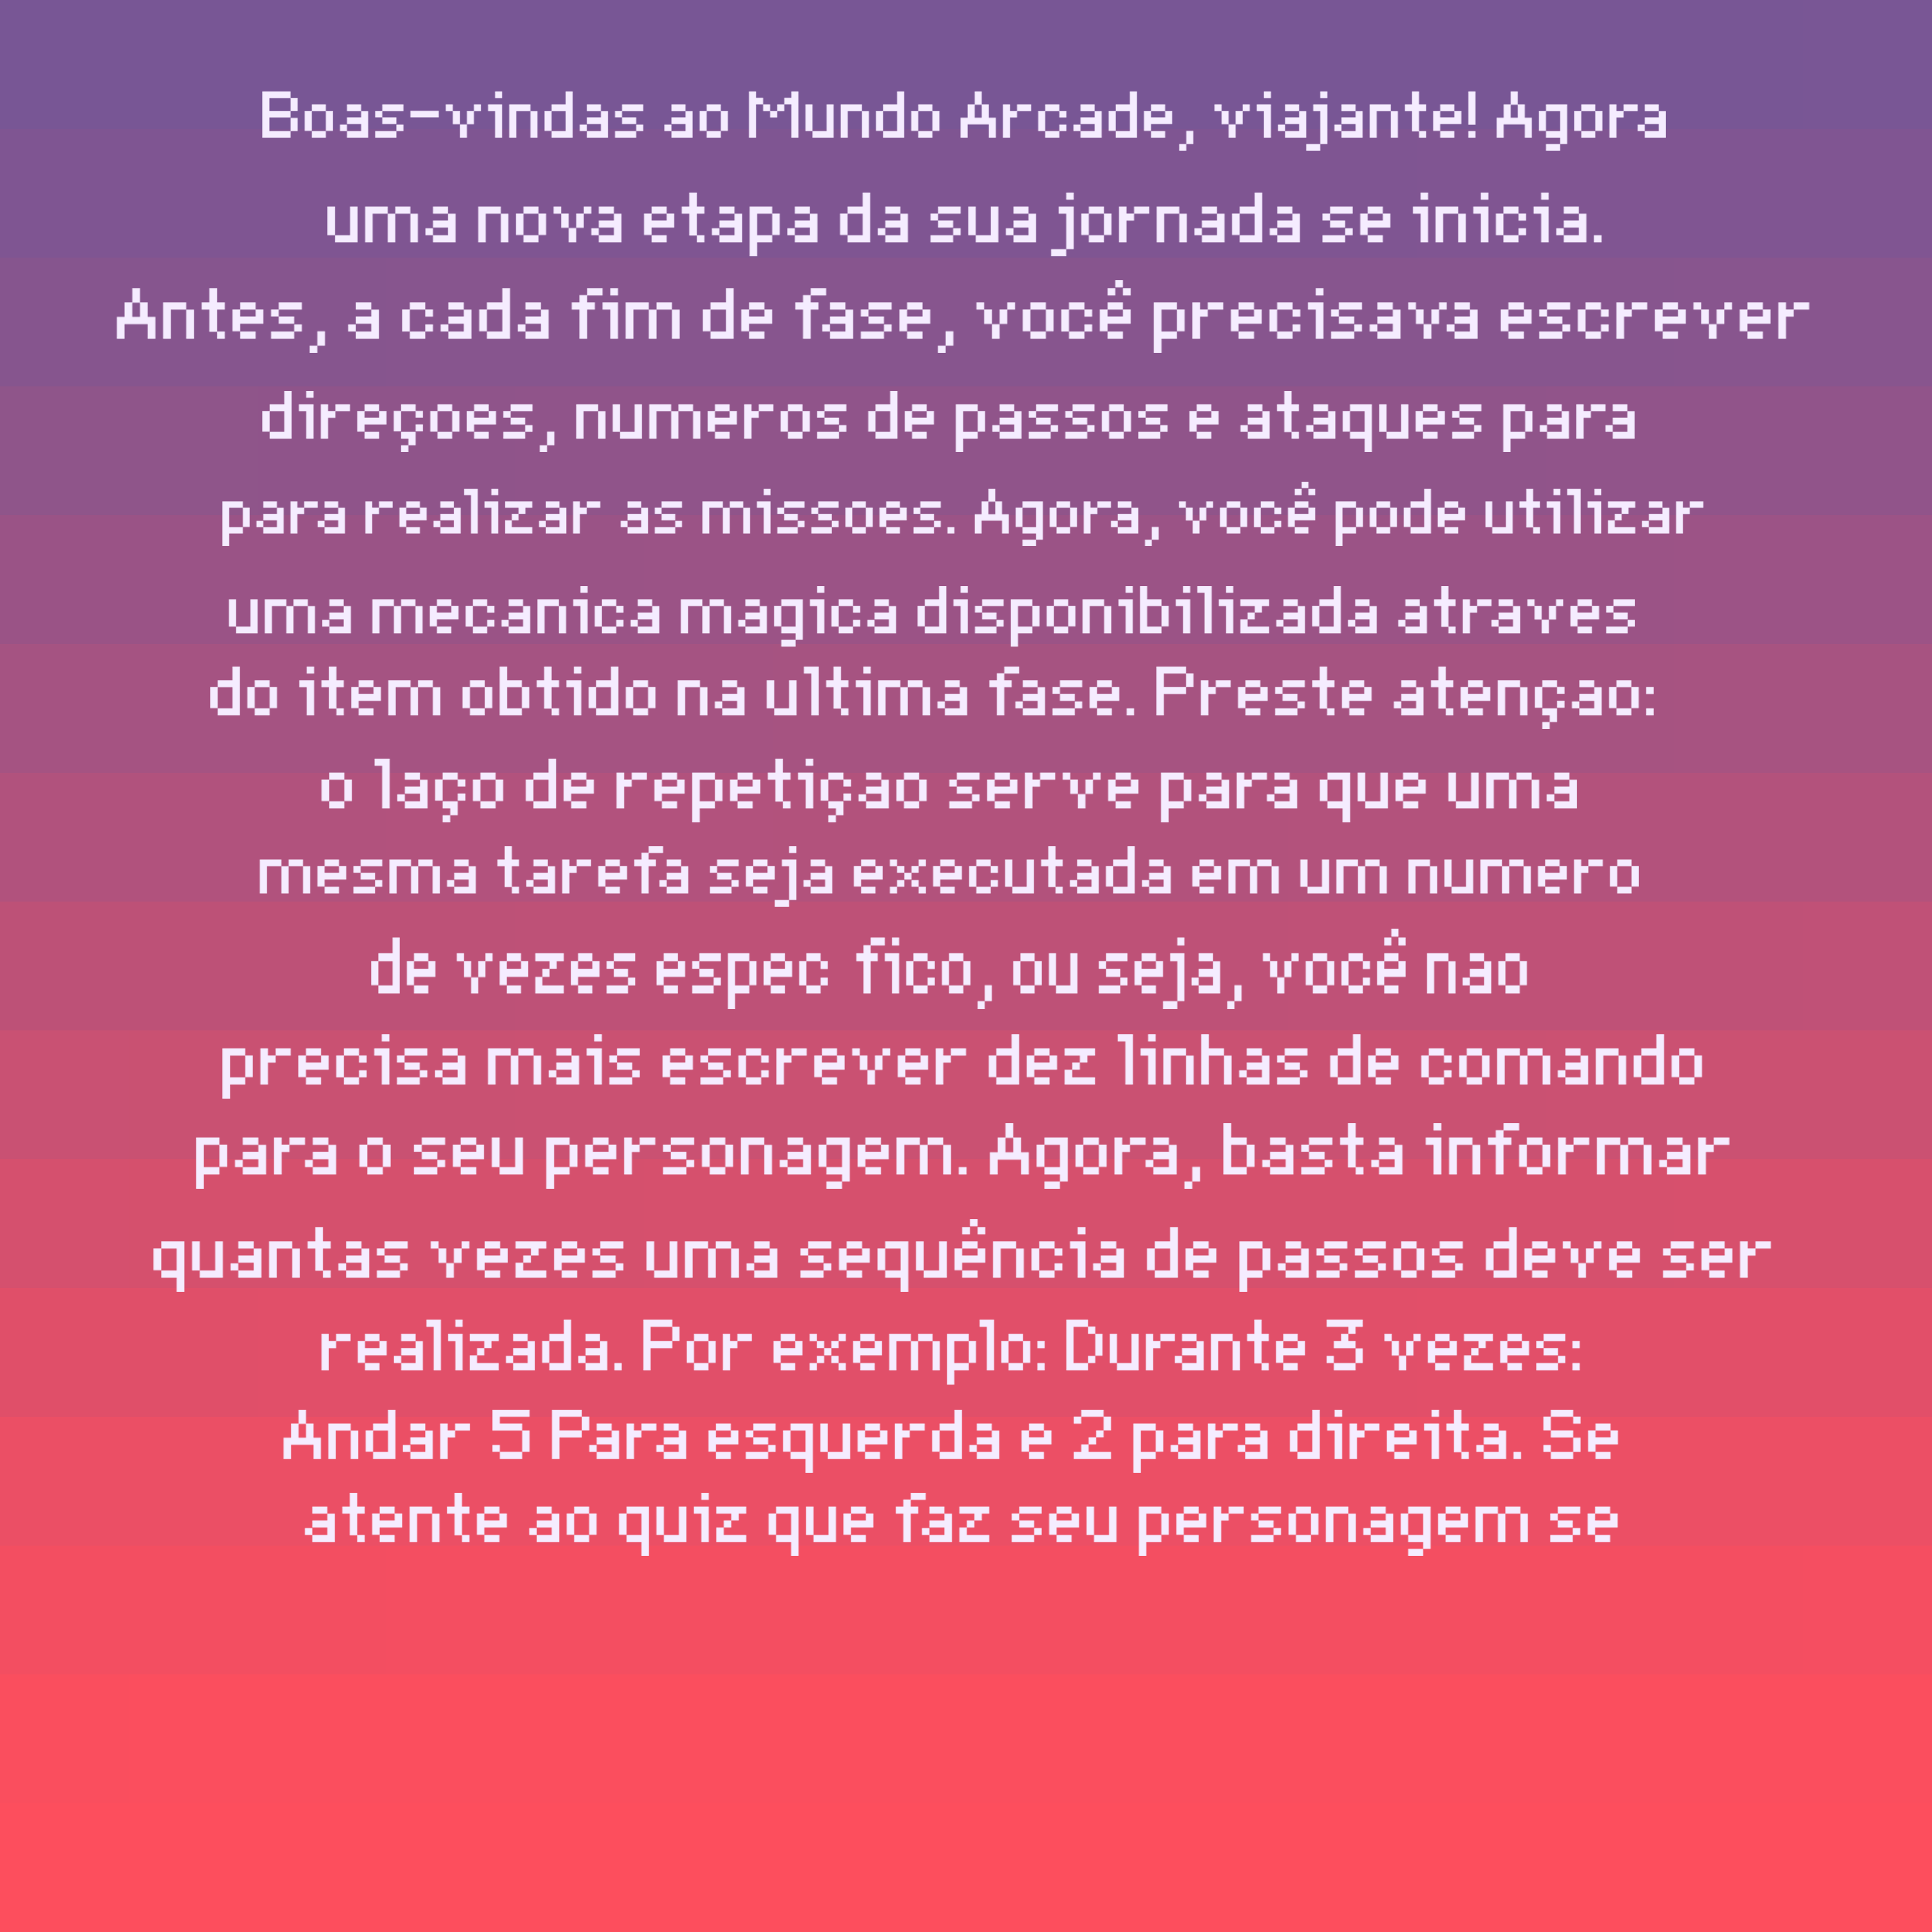 Boas-vindas ao Mundo Arcade, viajante! Agora
uma nova etapa da sua jornada se inicia.
Antes, a cada fim de fase, você precisava escrever
direçoes, numeros de passos e ataques para
para realizar as missoes. Agora, você pode utilizar
uma mecanica magica disponibilizada atraves
do item obtido na ultima fase. Preste atençao:
o laço de repetiçao serve para que uma
mesma tarefa seja executada em um numero
de vezes espec fico, ou seja, você nao
precisa mais escrever dez linhas de comando
para o seu personagem. Agora, basta informar
quantas vezes uma sequência de passos deve ser
realizada. Por exemplo: Durante 3 vezes:
Andar 5 Para esquerda e 2 para direita. Se
atente ao quiz que faz seu personagem se